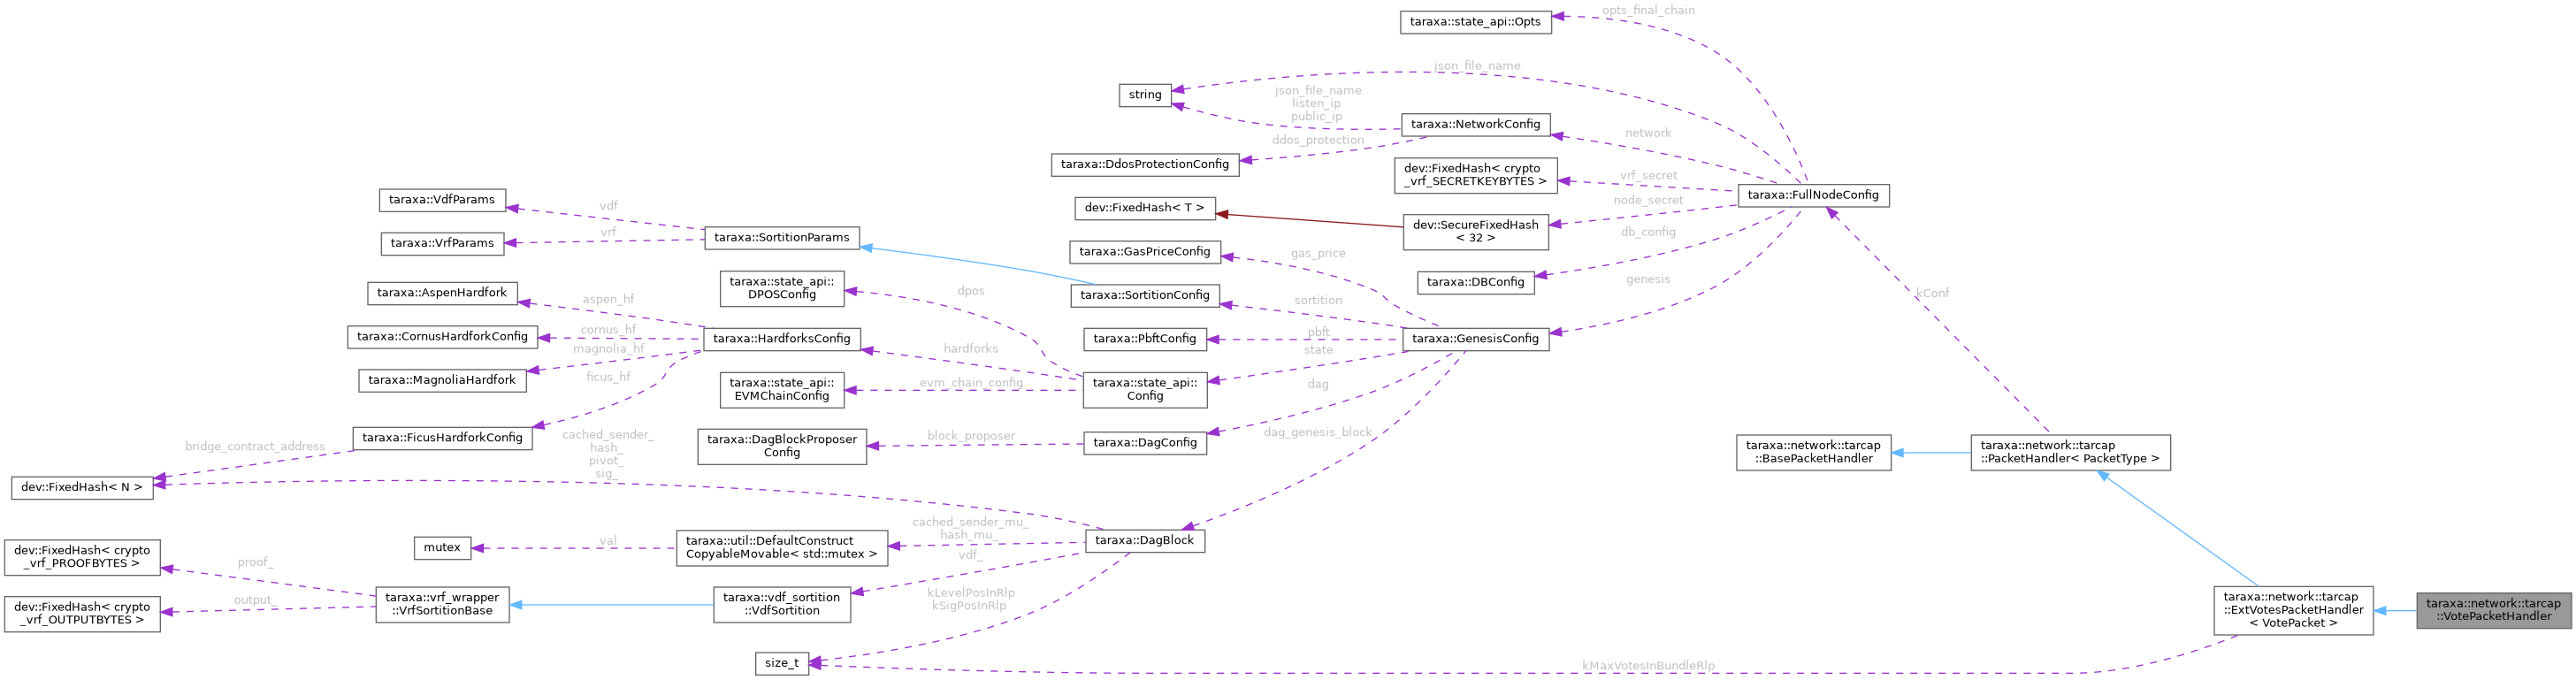 opts_final_chain
taraxa::state_api::Opts
json_file_name
string
json_file_name
listen_ip
public_ip
taraxa::NetworkConfig
network
ddos_protection
taraxa::DdosProtectionConfig
dev::FixedHash< crypto
_vrf_SECRETKEYBYTES >
vrf_secret
taraxa::FullNodeConfig
node_secret
taraxa::VdfParams
vdf
dev::FixedHash< T >
dev::SecureFixedHash
< 32 >
db_config
taraxa::VrfParams
vrf
taraxa::SortitionParams
taraxa::GasPriceConfig
gas_price
taraxa::DBConfig
genesis
taraxa::state_api::
DPOSConfig
dpos
taraxa::SortitionConfig
sortition
kConf
taraxa::AspenHardfork
aspen_hf
taraxa::CornusHardforkConfig
cornus_hf
taraxa::HardforksConfig
hardforks
taraxa::PbftConfig
pbft
taraxa::GenesisConfig
state
magnolia_hf
taraxa::MagnoliaHardfork
ficus_hf
taraxa::state_api::
EVMChainConfig
evm_chain_config
taraxa::state_api::
Config
dag
taraxa::FicusHardforkConfig
bridge_contract_address
cached_sender_
hash_
pivot_
sig_
taraxa::DagBlockProposer
Config
block_proposer
taraxa::DagConfig
dag_genesis_block
taraxa::network::tarcap
::BasePacketHandler
taraxa::network::tarcap
::PacketHandler< PacketType >
dev::FixedHash< N >
dev::FixedHash< crypto
_vrf_PROOFBYTES >
proof_
mutex
val
taraxa::util::DefaultConstruct
CopyableMovable< std::mutex >
cached_sender_mu_
hash_mu_
vdf_
taraxa::DagBlock
dev::FixedHash< crypto
_vrf_OUTPUTBYTES >
output_
taraxa::vrf_wrapper
::VrfSortitionBase
taraxa::vdf_sortition
::VdfSortition
kLevelPosInRlp
kSigPosInRlp
taraxa::network::tarcap
::ExtVotesPacketHandler
< VotePacket >
taraxa::network::tarcap
::VotePacketHandler
size_t
kMaxVotesInBundleRlp